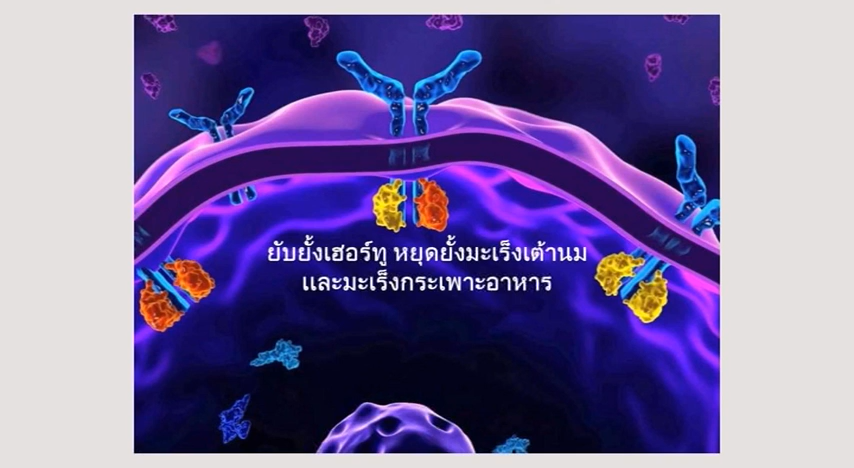 ยับยั้งเฮอร์ทู หยุดยั้งมะเร็งเต้านม
และมะเร็งกระเพาะอาหาร